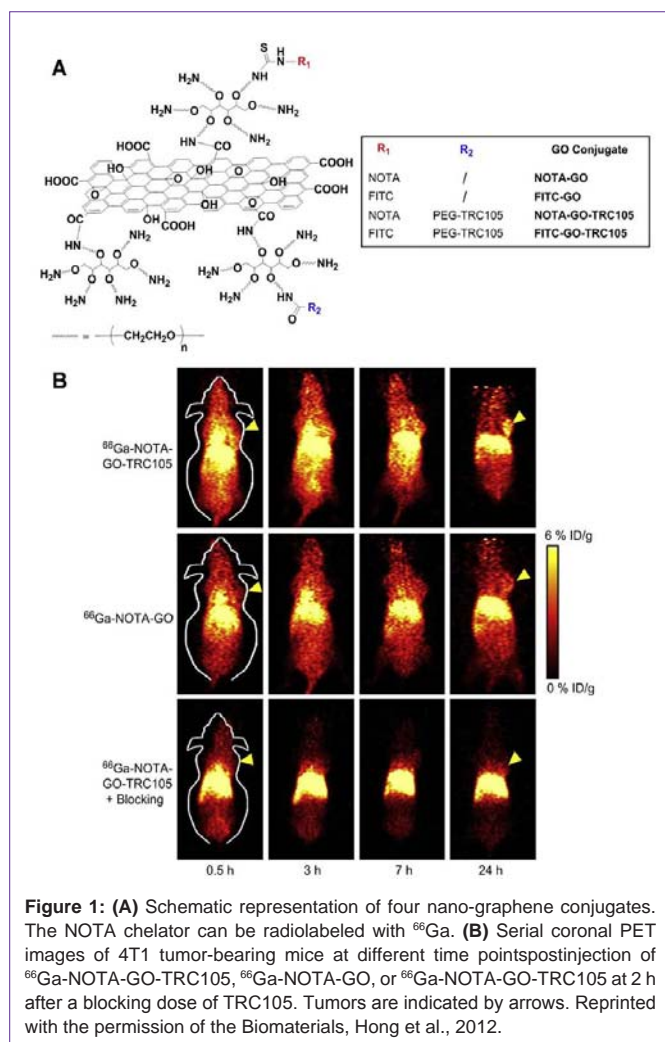 A
S
H
N
R1
NH
H2N
O
O
NH2
H2N
O
O
NH2
O
O
HN
NH2
HN
CO
HOOC
COOH
HO
O
OH
O
HOOC
O
O
COOH
O
OH
OH
O
COOH
CO
COOH
CO
HN
NH2
HN
O
O
NH2
O
O
NH2
H2N
O
O
NH2
H2N
O
O
NH2
H2N
NH2
H2N
HN
R2
O
= (CH2CH2O)n
R1 R2 GO Conjugate
NOTA / NOTA-GO
FITC / FITC-GO
NOTA PEG-TRC105 NOTA-GO-TRC105
FITC PEG-TRC105 FITC-GO-TRC105
B
66Ga-NOTA-
GO-TRC105
66Ga-NOTA-GO
66Ga-NOTA-
GO-TRC105
+ Blocking
6 % ID/g
0 % ID/g
0.5 h 3 h 7 h 24 h
Figure 1: (A) Schematic representation of four nano-graphene conjugates.
The NOTA chelator can be radiolabeled with 66Ga. (B) Serial coronal PET
images of 4T1 tumor-bearing mice at different time pointspostinjection of
66Ga-NOTA-GO-TRC105, 66Ga-NOTA-GO, or 66Ga-NOTA-GO-TRC105 at 2 h
after a blocking dose of TRC105. Tumors are indicated by arrows. Reprinted
with the permission of the Biomaterials, Hong et al., 2012.